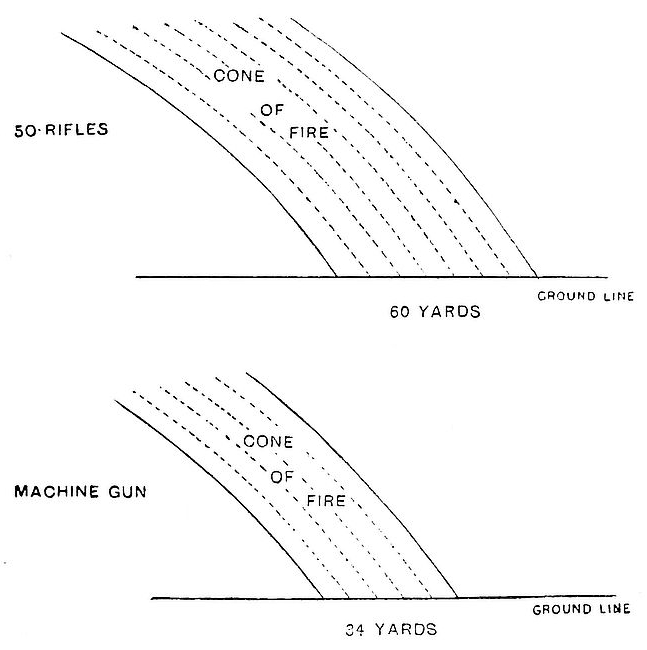 CONE
OF
FIRE
50-RIFLES
GROUND LINE
60 YARDS
CONE
OF
FIRE
MACHINE GUN
GROUND LINE
34 YARDS